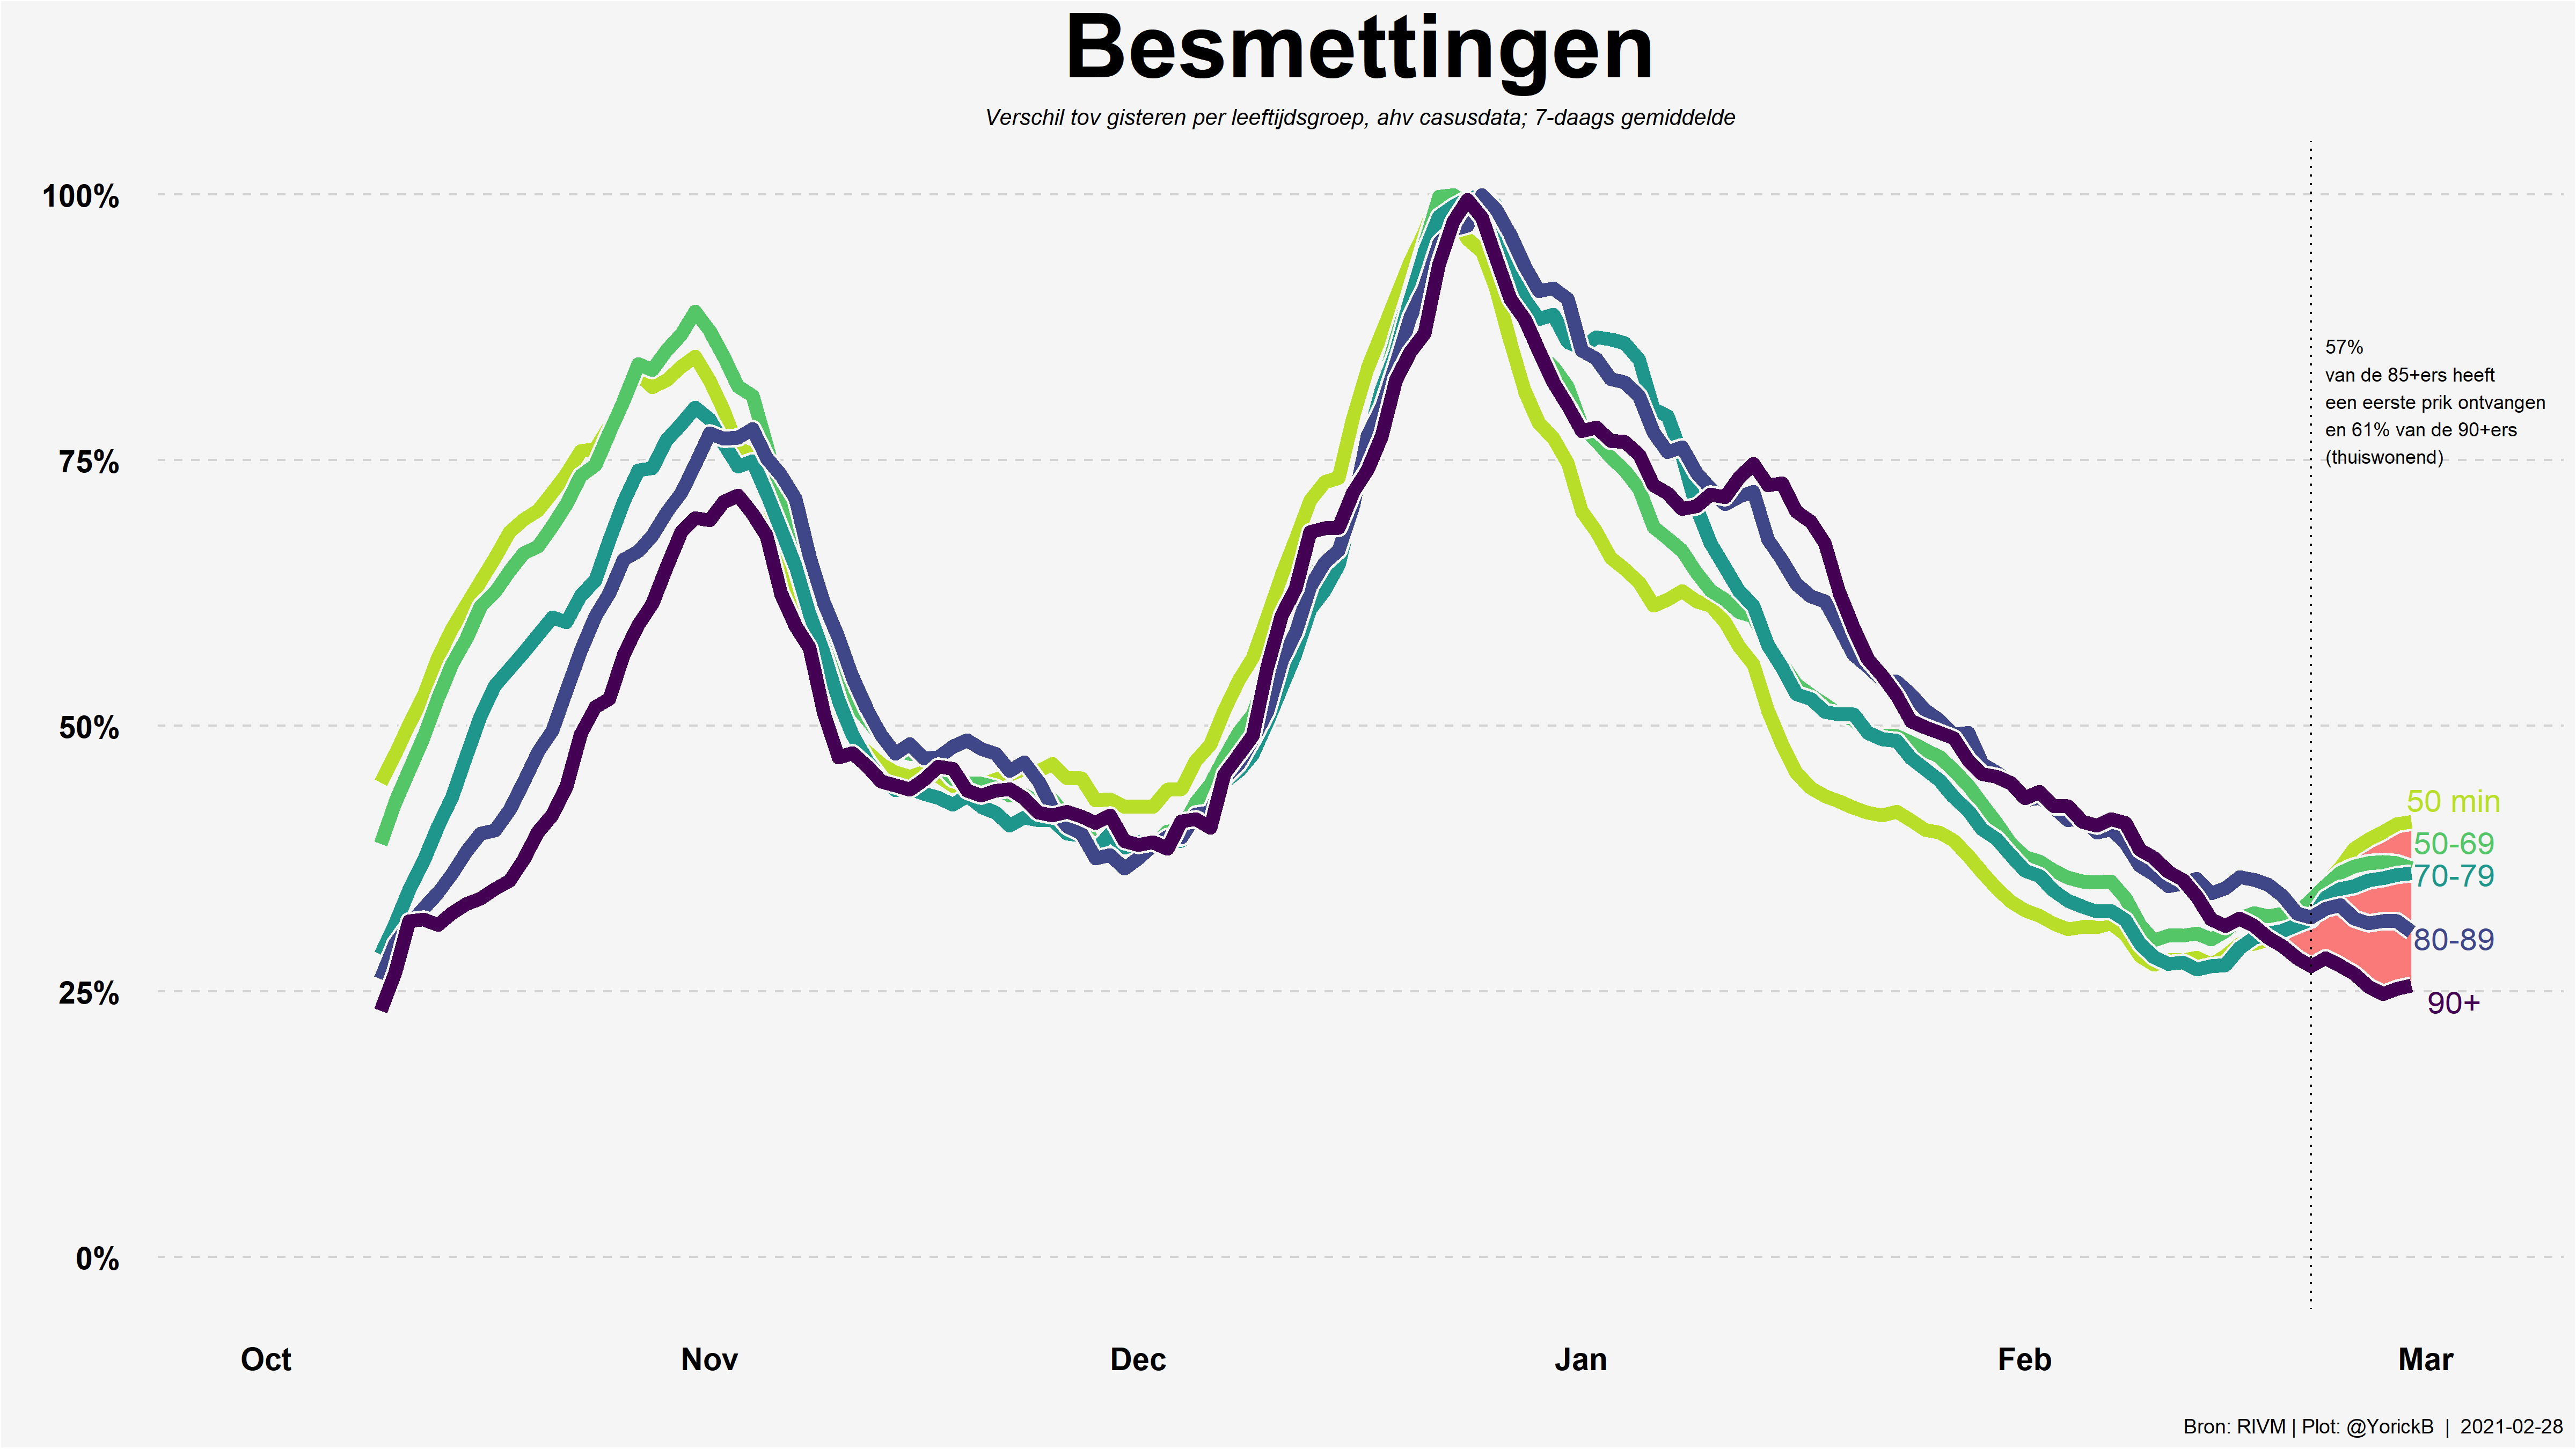 Besmettingen
Verschil tov gisteren per leeftijdsgroep, ahv casusdata; 7-daags gemiddelde
100%
75%
50%
25%
0%
57%
van de 85+ers heeft
een eerste prik ontvangen
en 61% van de 90+ers
(thuiswonend)
50 min
50-69
70-79
80-89
90+
Oct Nov Dec Jan Feb Mar
Bron: RIVM | Plot: @YorickB | 2021-02-28